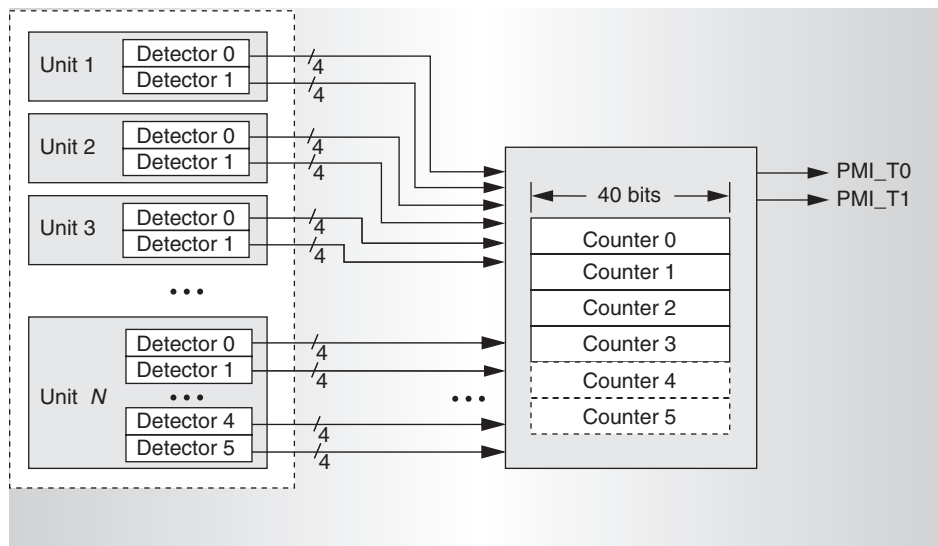 Unit 1
Detector 0
4
Detector 1
4
Unit 2
Detector 0
4
Detector 1
4
Unit 3
Detector 0
4
Detector 1
4
Unit N
Detector 0
4
Detector 1
4
Detector 4
4
Detector 5
4
40 bits
Counter 0
Counter 1
Counter 2
Counter 3
Counter 4
Counter 5
PMI_T0
PMI_T1